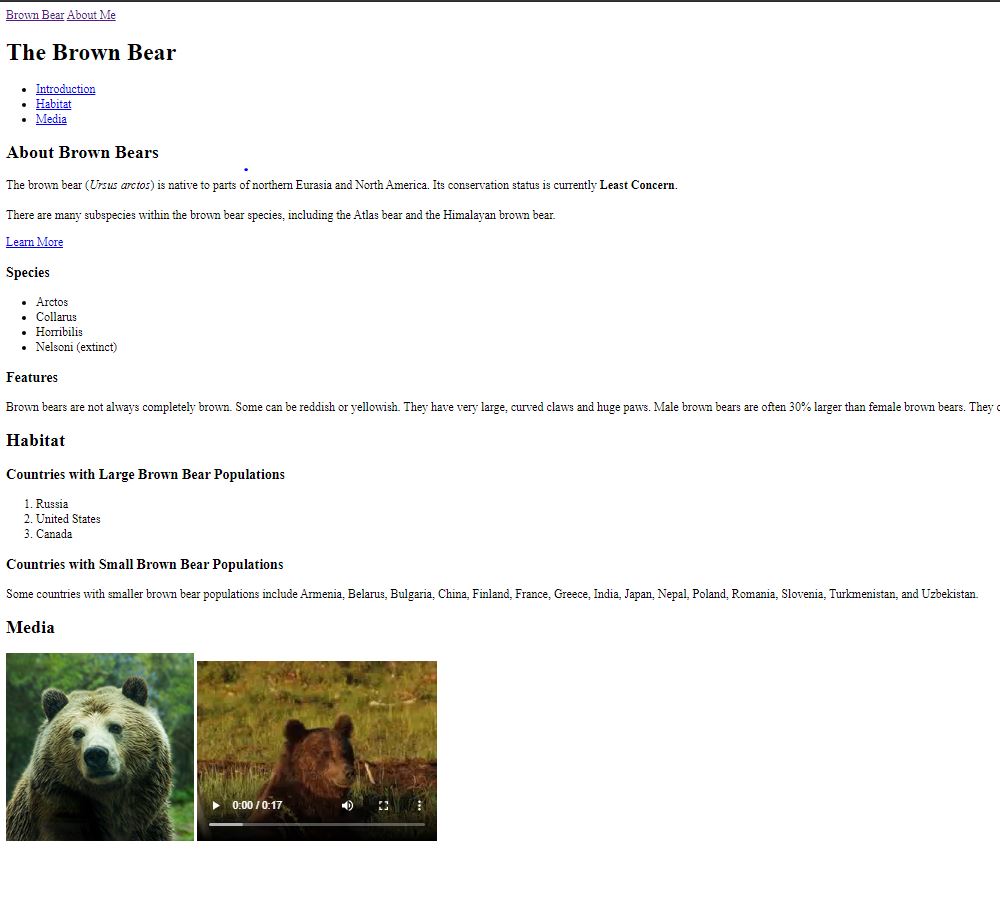 Brown Bear About Me
The Brown Bear
Introduction
Habitat
Media
About Brown Bears
The brown bear (Ursus arctos) is native to parts of northern Eurasia and North America. Its conservation status is currently Least Concern.
There are many subspecies within the brown bear species, including the Atlas bear and the Himalayan brown bear.
Learn More
Species
Arctos
Collarus
Horribilis
Nelsoni (extinct)
Features
Brown bears are not always completely brown. Some can be reddish or yellowish. They have very large, curved claws and huge paws. Male brown bears are often 30% larger than female brown bears. They
Habitat
Countries with Large Brown Bear Populations
1. Russia
2. United States
3. Canada
Countries with Small Brown Bear Populations
Some countries with smaller brown bear populations include Armenia, Belarus, Bulgaria, China, Finland, France, Greece, India, Japan, Nepal, Poland, Romania, Slovenia, Turkmenistan, and Uzbekistan.
Media
0:00 / 0:17